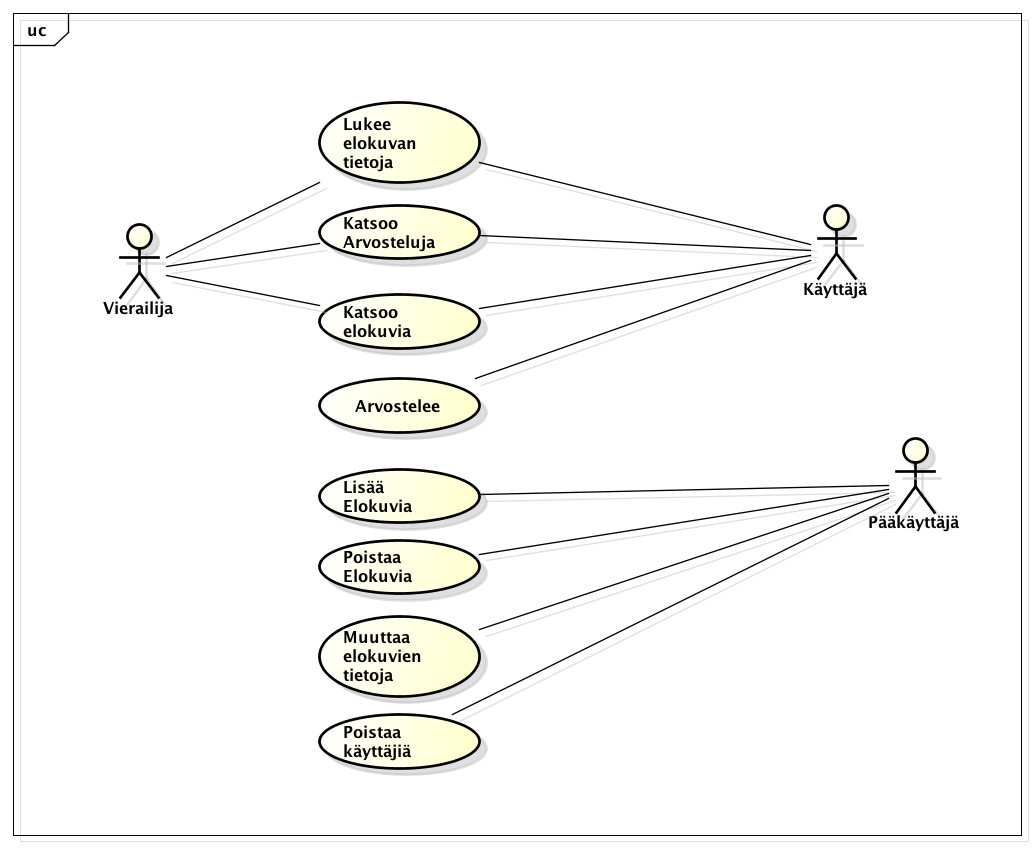 uc
Lukee
elokuvan
tietoja
Katsoo
Arvosteluja
Vierailija
Käyttäjä
Katsoo
elokuvia
Arvostelee
Lisää
Elokuvia
Pääkäyttäjä
Poistaa
Elokuvia
Muuttaa
elokuvien
tietoja
Poistaa
käyttäjiä